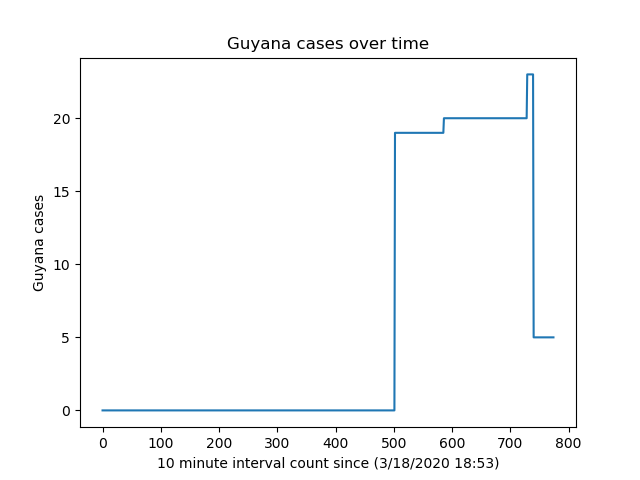 Guyana cases over time
Guyana cases
20
15
10
5
0
0 100 200 300 400 500 600 700 800
10 minute interval count since (3/18/2020 18:53)